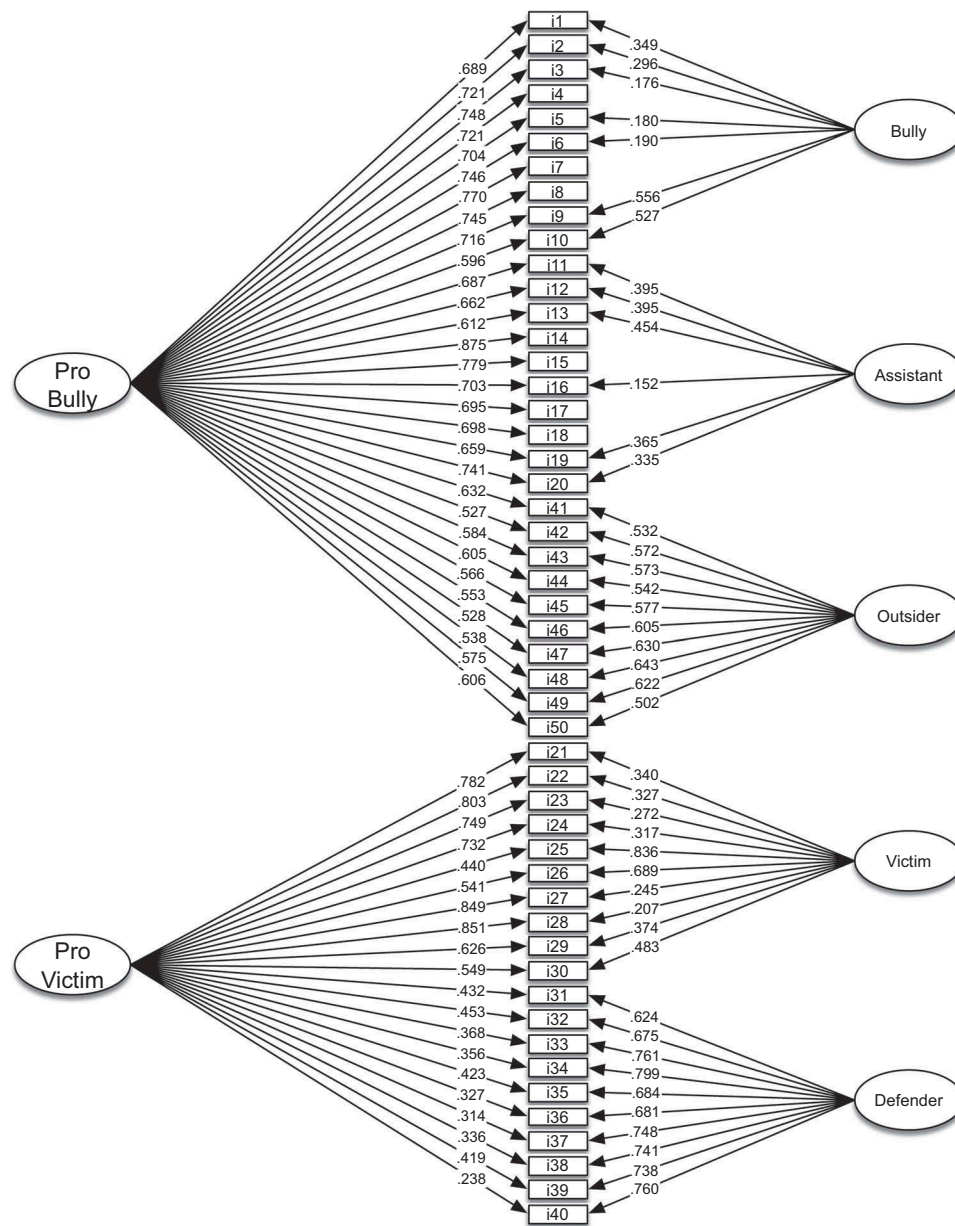 i1
i2
i3
i4
i5
i6
i7
i8
i9
i10
i11
i12
i13
i14
i15
i16
i17
i18
i19
i20
i41
i42
i43
i44
i45
i46
i47
i48
i49
i50
i21
i22
i23
i24
i25
i26
i27
i28
i29
i30
i31
i32
i33
i34
i35
i36
i37
i38
i39
i40
Pro
Bully
.689
.721
.748
.721
.704
.746
.770
.745
.716
.596
.687
.662
.612
.875
.779
.703
.695
.698
.659
.741
.632
.527
.584
.605
.566
.553
.528
.538
.575
.606
Pro
Victim
.782
.803
.749
.732
.440
.541
.849
.851
.626
.549
.432
.453
.368
.356
.423
.327
.314
.336
.419
.238
.349
.296
.176
.180
.190
.556
.527
Bully
.395
.395
.454
.152
.365
.335
Assistant
.532
.572
.573
.542
.577
.605
.630
.643
.622
.502
Outsider
.340
.327
.272
.317
.836
.689
.245
.207
.374
.483
Victim
.624
.675
.761
.799
.684
.681
.748
.741
.738
.760
Defender